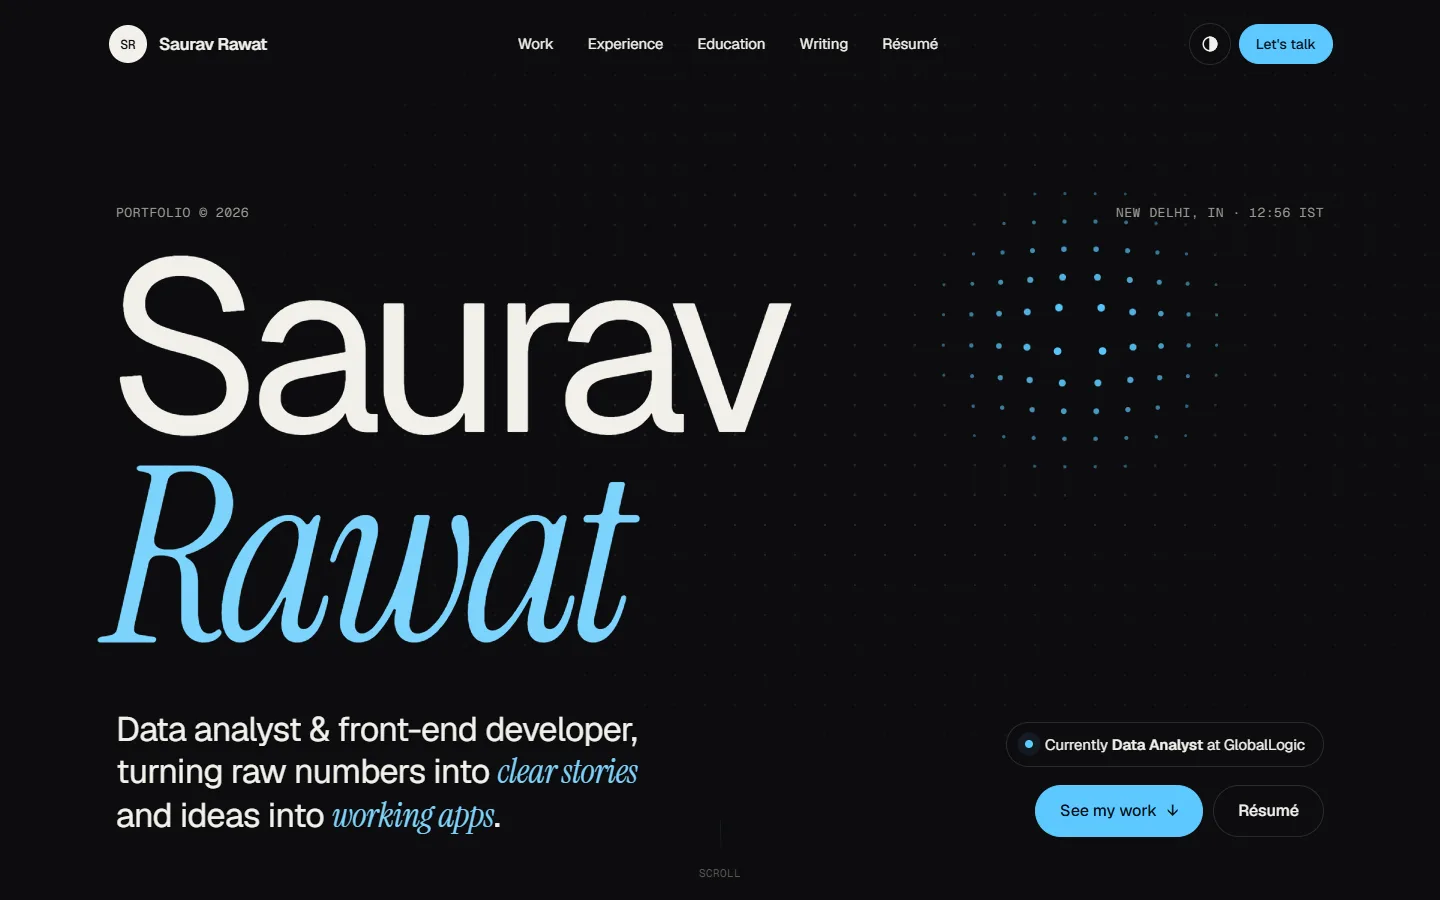 SR Saurav Rawat Work Experience Education Writing Résumé Let's talk
PORTFOLIO © 2026 NEW DELHI, IN · 12:56 IST
Saurav
Rawat
Data analyst & front-end developer,
turning raw numbers into clear stories
and ideas into working apps.
Currently Data Analyst at GlobalLogic
See my work ↓ Résumé
SCROLL